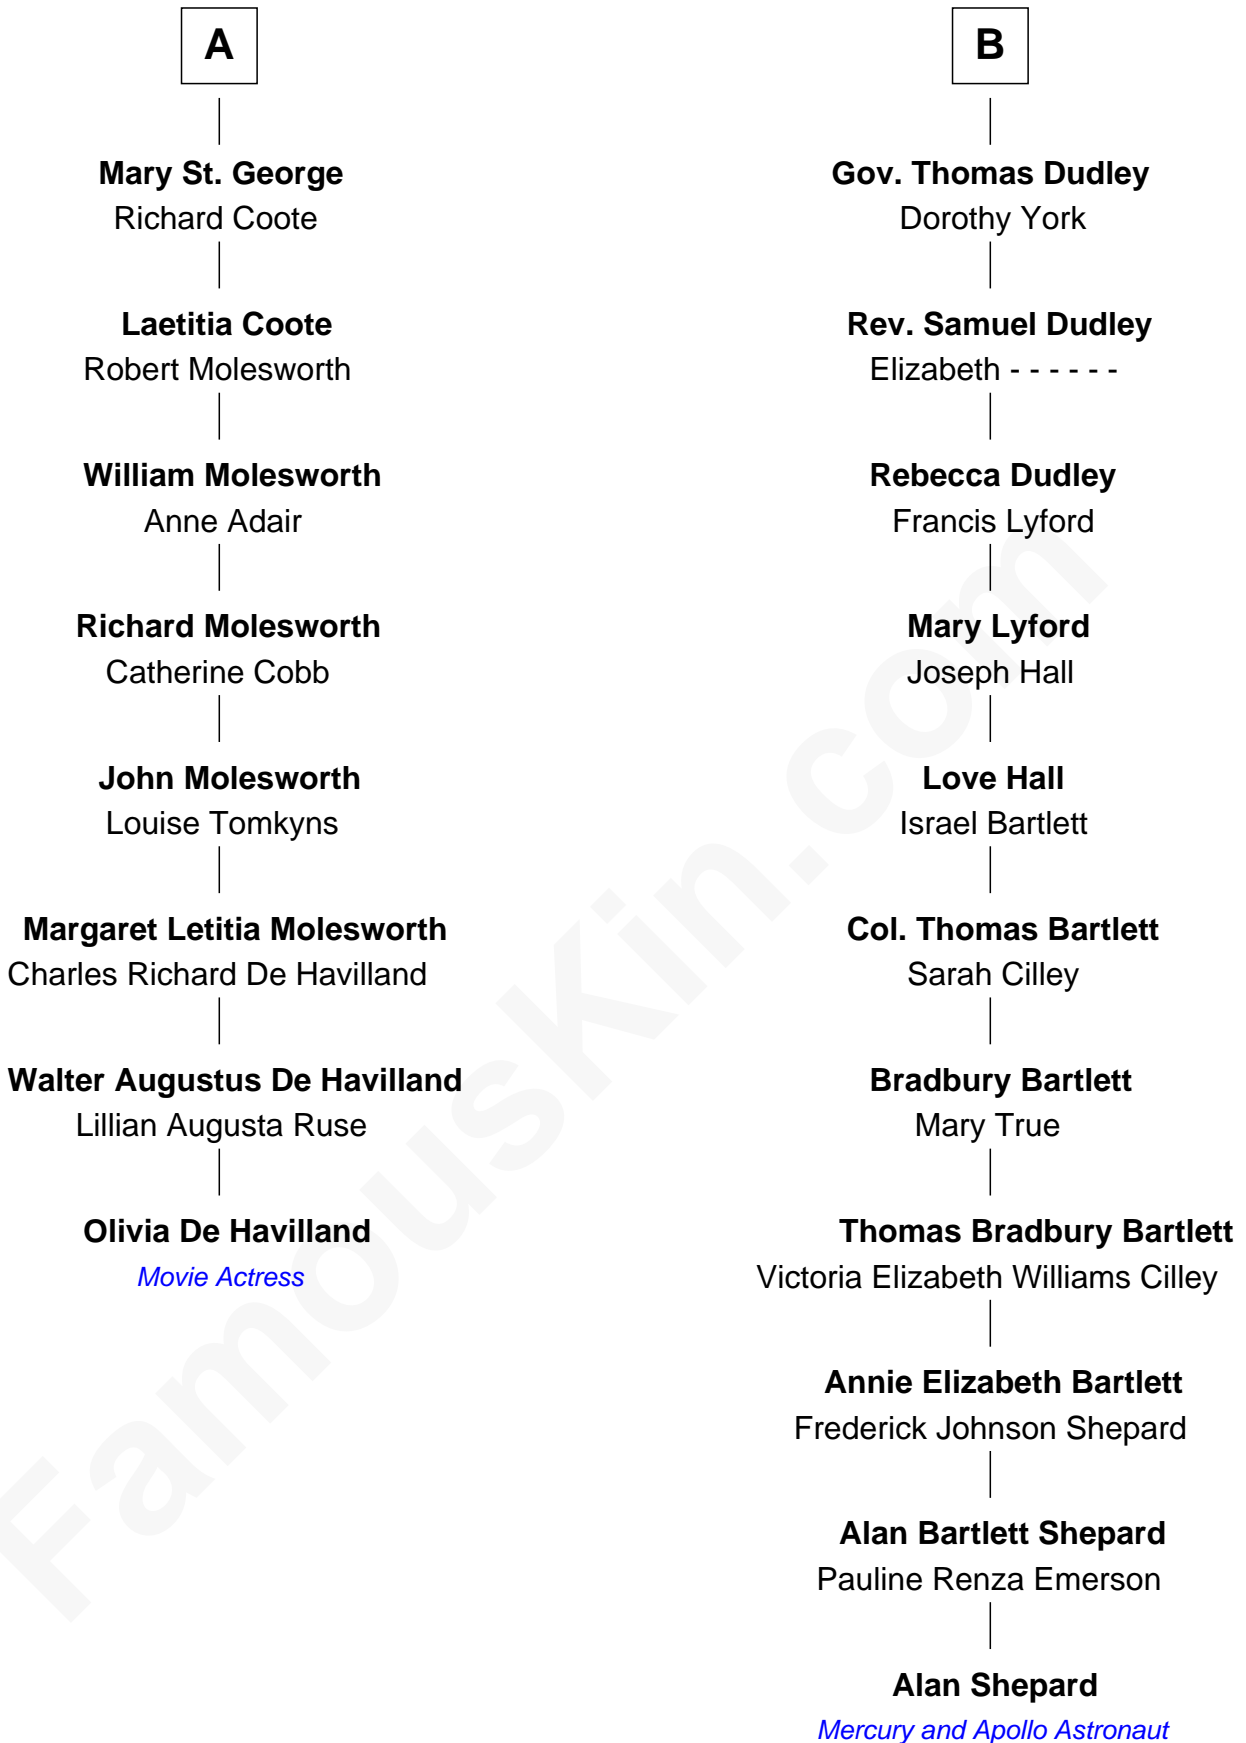 A
Mary St. George
Richard Coote
Laetitia Coote
Robert Molesworth
William Molesworth
Anne Adair
Richard Molesworth
Catherine Cobb
John Molesworth
Louise Tomkyns
Margaret Letitia Molesworth
Charles Richard De Havilland
Walter Augustus De Havilland
Lillian Augusta Ruse
Olivia De Havilland
Movie Actress
B
Gov. Thomas Dudley
Dorothy York
Rev. Samuel Dudley
Elizabeth - - - - - -
Rebecca Dudley
Francis Lyford
Mary Lyford
Joseph Hall
Love Hall
Israel Bartlett
Col. Thomas Bartlett
Sarah Cilley
Bradbury Bartlett
Mary True
Thomas Bradbury Bartlett
Victoria Elizabeth Williams Cilley
Annie Elizabeth Bartlett
Frederick Johnson Shepard
Alan Bartlett Shepard
Pauline Renza Emerson
Alan Shepard
Mercury and Apollo Astronaut
FamousKin.com